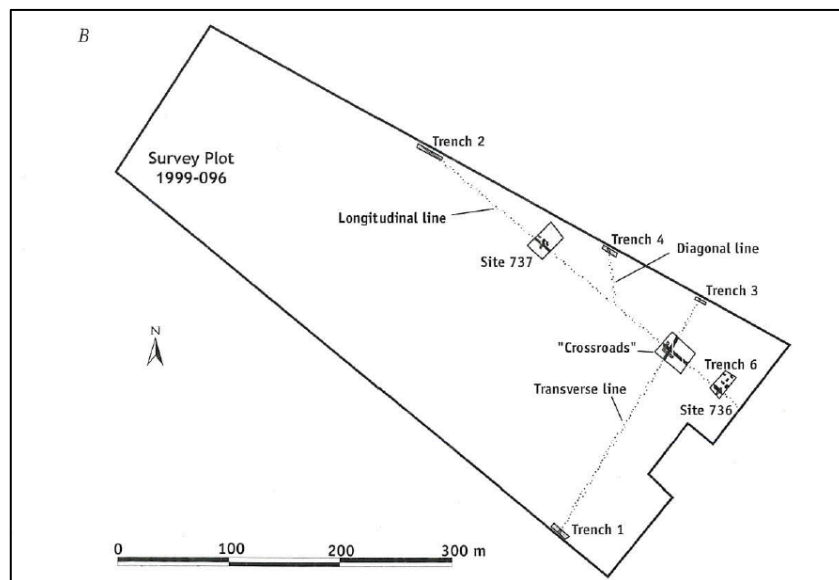 B
Trench 2
Survey Plot
1999-096
Longitudinal line
Trench 4
Site 737
Diagonal line
Trench 3
N
"Crossroads"
Trench 6
Transverse line
Site 736
Trench 1
0 100 200 300 m